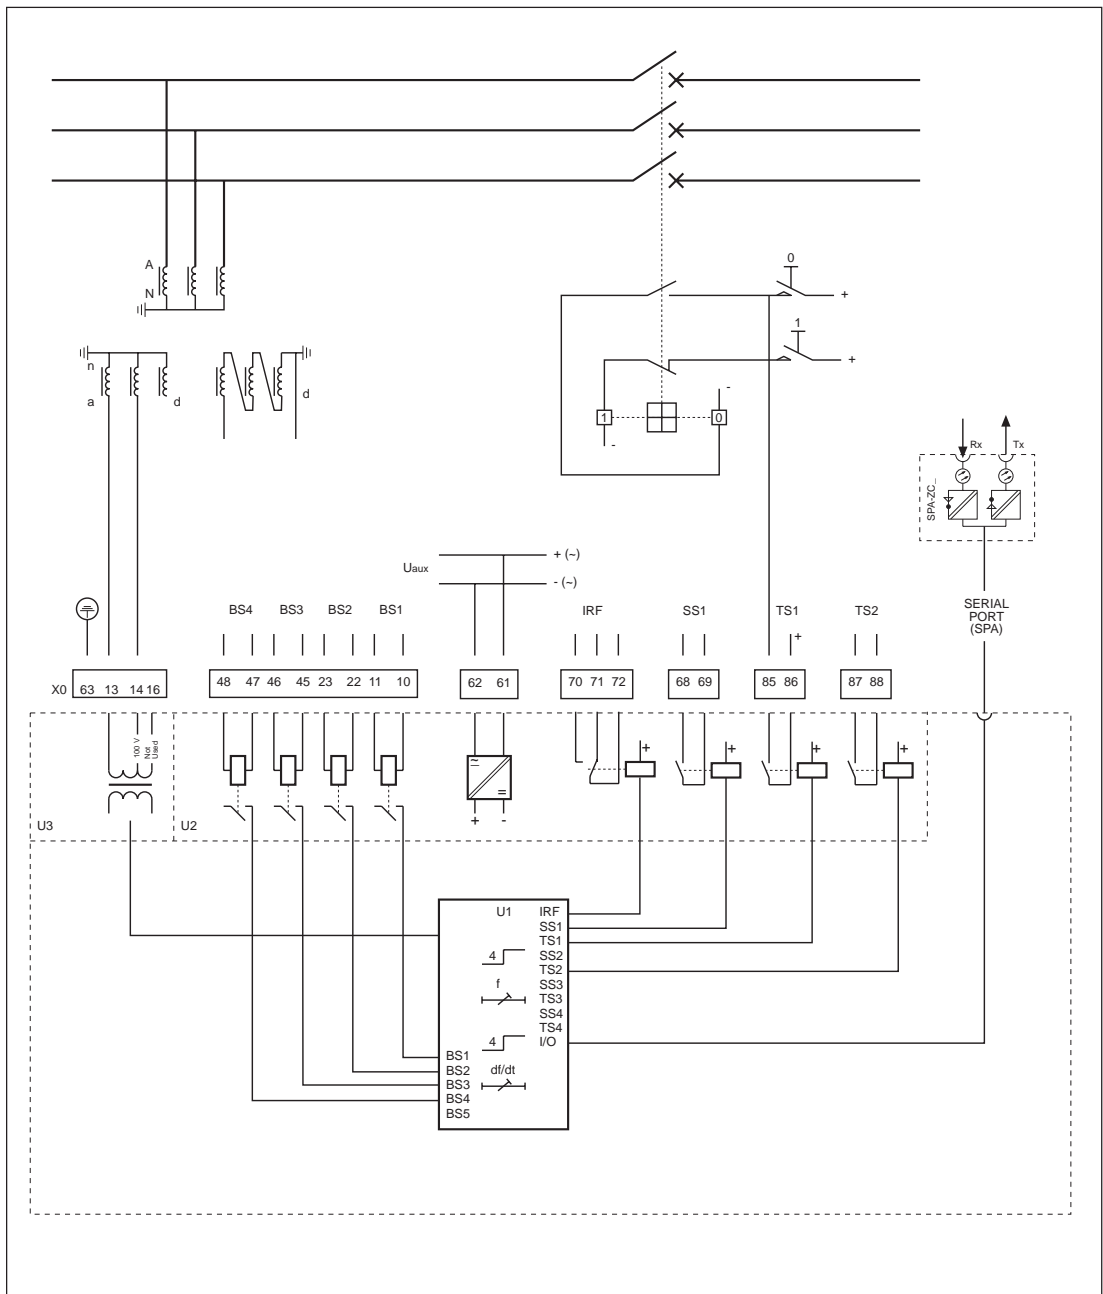 0
A
N
+
1
+
n
a
d
d
-
1
0
-
Rx
Tx
SPA-ZC_
Uaux
+ (~)
- (~)
BS4 BS3 BS2 BS1
IRF
SS1
TS1
TS2
SERIAL
PORT
(SPA)
+
X0
63 13 14 16
48 47 46 45 23 22 11 10
62 61
70 71 72
68 69
85 86
87 88
100 V
Not
Used
~
=
+ -
+
+
+
+
U3
U2
U1
IRF
SS1
TS1
SS2
TS2
SS3
TS3
SS4
TS4
I/O
4
f
4
df/dt
BS1
BS2
BS3
BS4
BS5